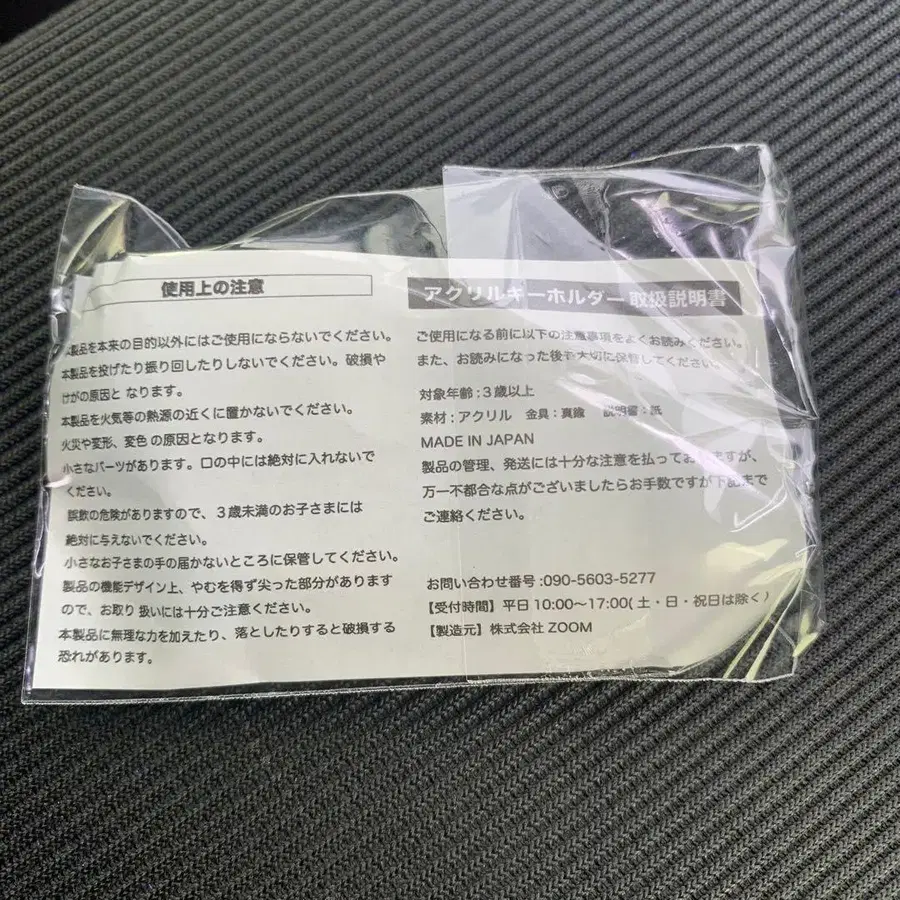 使用上の注意
本製品を本来の目的以外にはご使用にならないでください。
本製品を投げたり振り回したりしないでください。破損や
けがの原因と なります。
本製品を火気等の熱源の近くに置かないでください。
火災や変形、変色 の原因となります。
小さなパーツがあります。口の中には絶対に入れないで
ください。
誤飲の危険がありますので、3歳未満のお子さまには
絶対に与えないでください。
小さなお子さまの手の届かないところに保管してください。
製品の機能デザイン上、やむを得ず尖った部分があります
ので、お取り 扱いには十分ご注意ください。
本製品に無理な力を加えたり、落としたりすると破損する
恐れがあります。
アクリルキーホルダー 取扱説明書
ご使用になる前に以下の注意事項をよくお読みください。
また、お読みになった後も大切に保管してください。
対象年齢 : 3 歳以上
素材 : アクリル 金具 : 真鍮 説明書 : 紙
MADE IN JAPAN
製品の管理、発送には十分な注意を払っておりますが、
万一不都合な点がございましたらお手数ですが下記まで
ご連絡ください。
お問い合わせ番号 :090-5603-5277
【受付時間】平日 10:00～17:00( 土・日・祝日は除く )
【製造元】株式会社 ZOOM